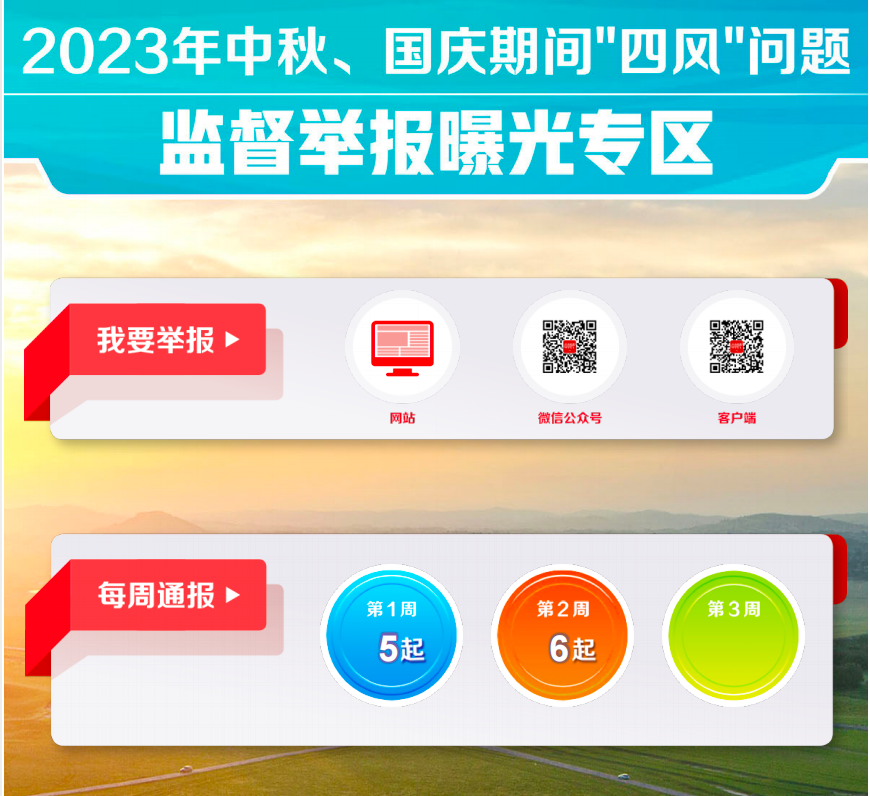 2023年中秋、国庆期间"四风"问题
监督举报曝光专区
我要举报
网站
微信公众号
客户端
每周通报
第1周
5起
第2周
6起
第3周